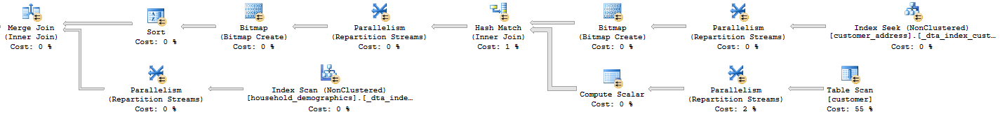 Merge Join
(Inner Join)
Cost: 0 %
Sort
Cost: 0 %
Bitmap
(Bitmap Create)
Cost: 0 %
Parallelism
(Repartition Streams)
Cost: 0 %
Hash Match
(Inner Join)
Cost: 1 %
Bitmap
(Bitmap Create)
Cost: 0 %
Parallelism
(Repartition Streams)
Cost: 0 %
Index Seek (NonClustered)
[customer_address].[_dta_index_cust…
Cost: 0 %
Parallelism
(Repartition Streams)
Cost: 0 %
Index Scan (NonClustered)
[household_demographics].[_dta_inde…
Cost: 0 %
Compute Scalar
Cost: 0 %
Parallelism
(Repartition Streams)
Cost: 2 %
Table Scan
[customer]
Cost: 55 %